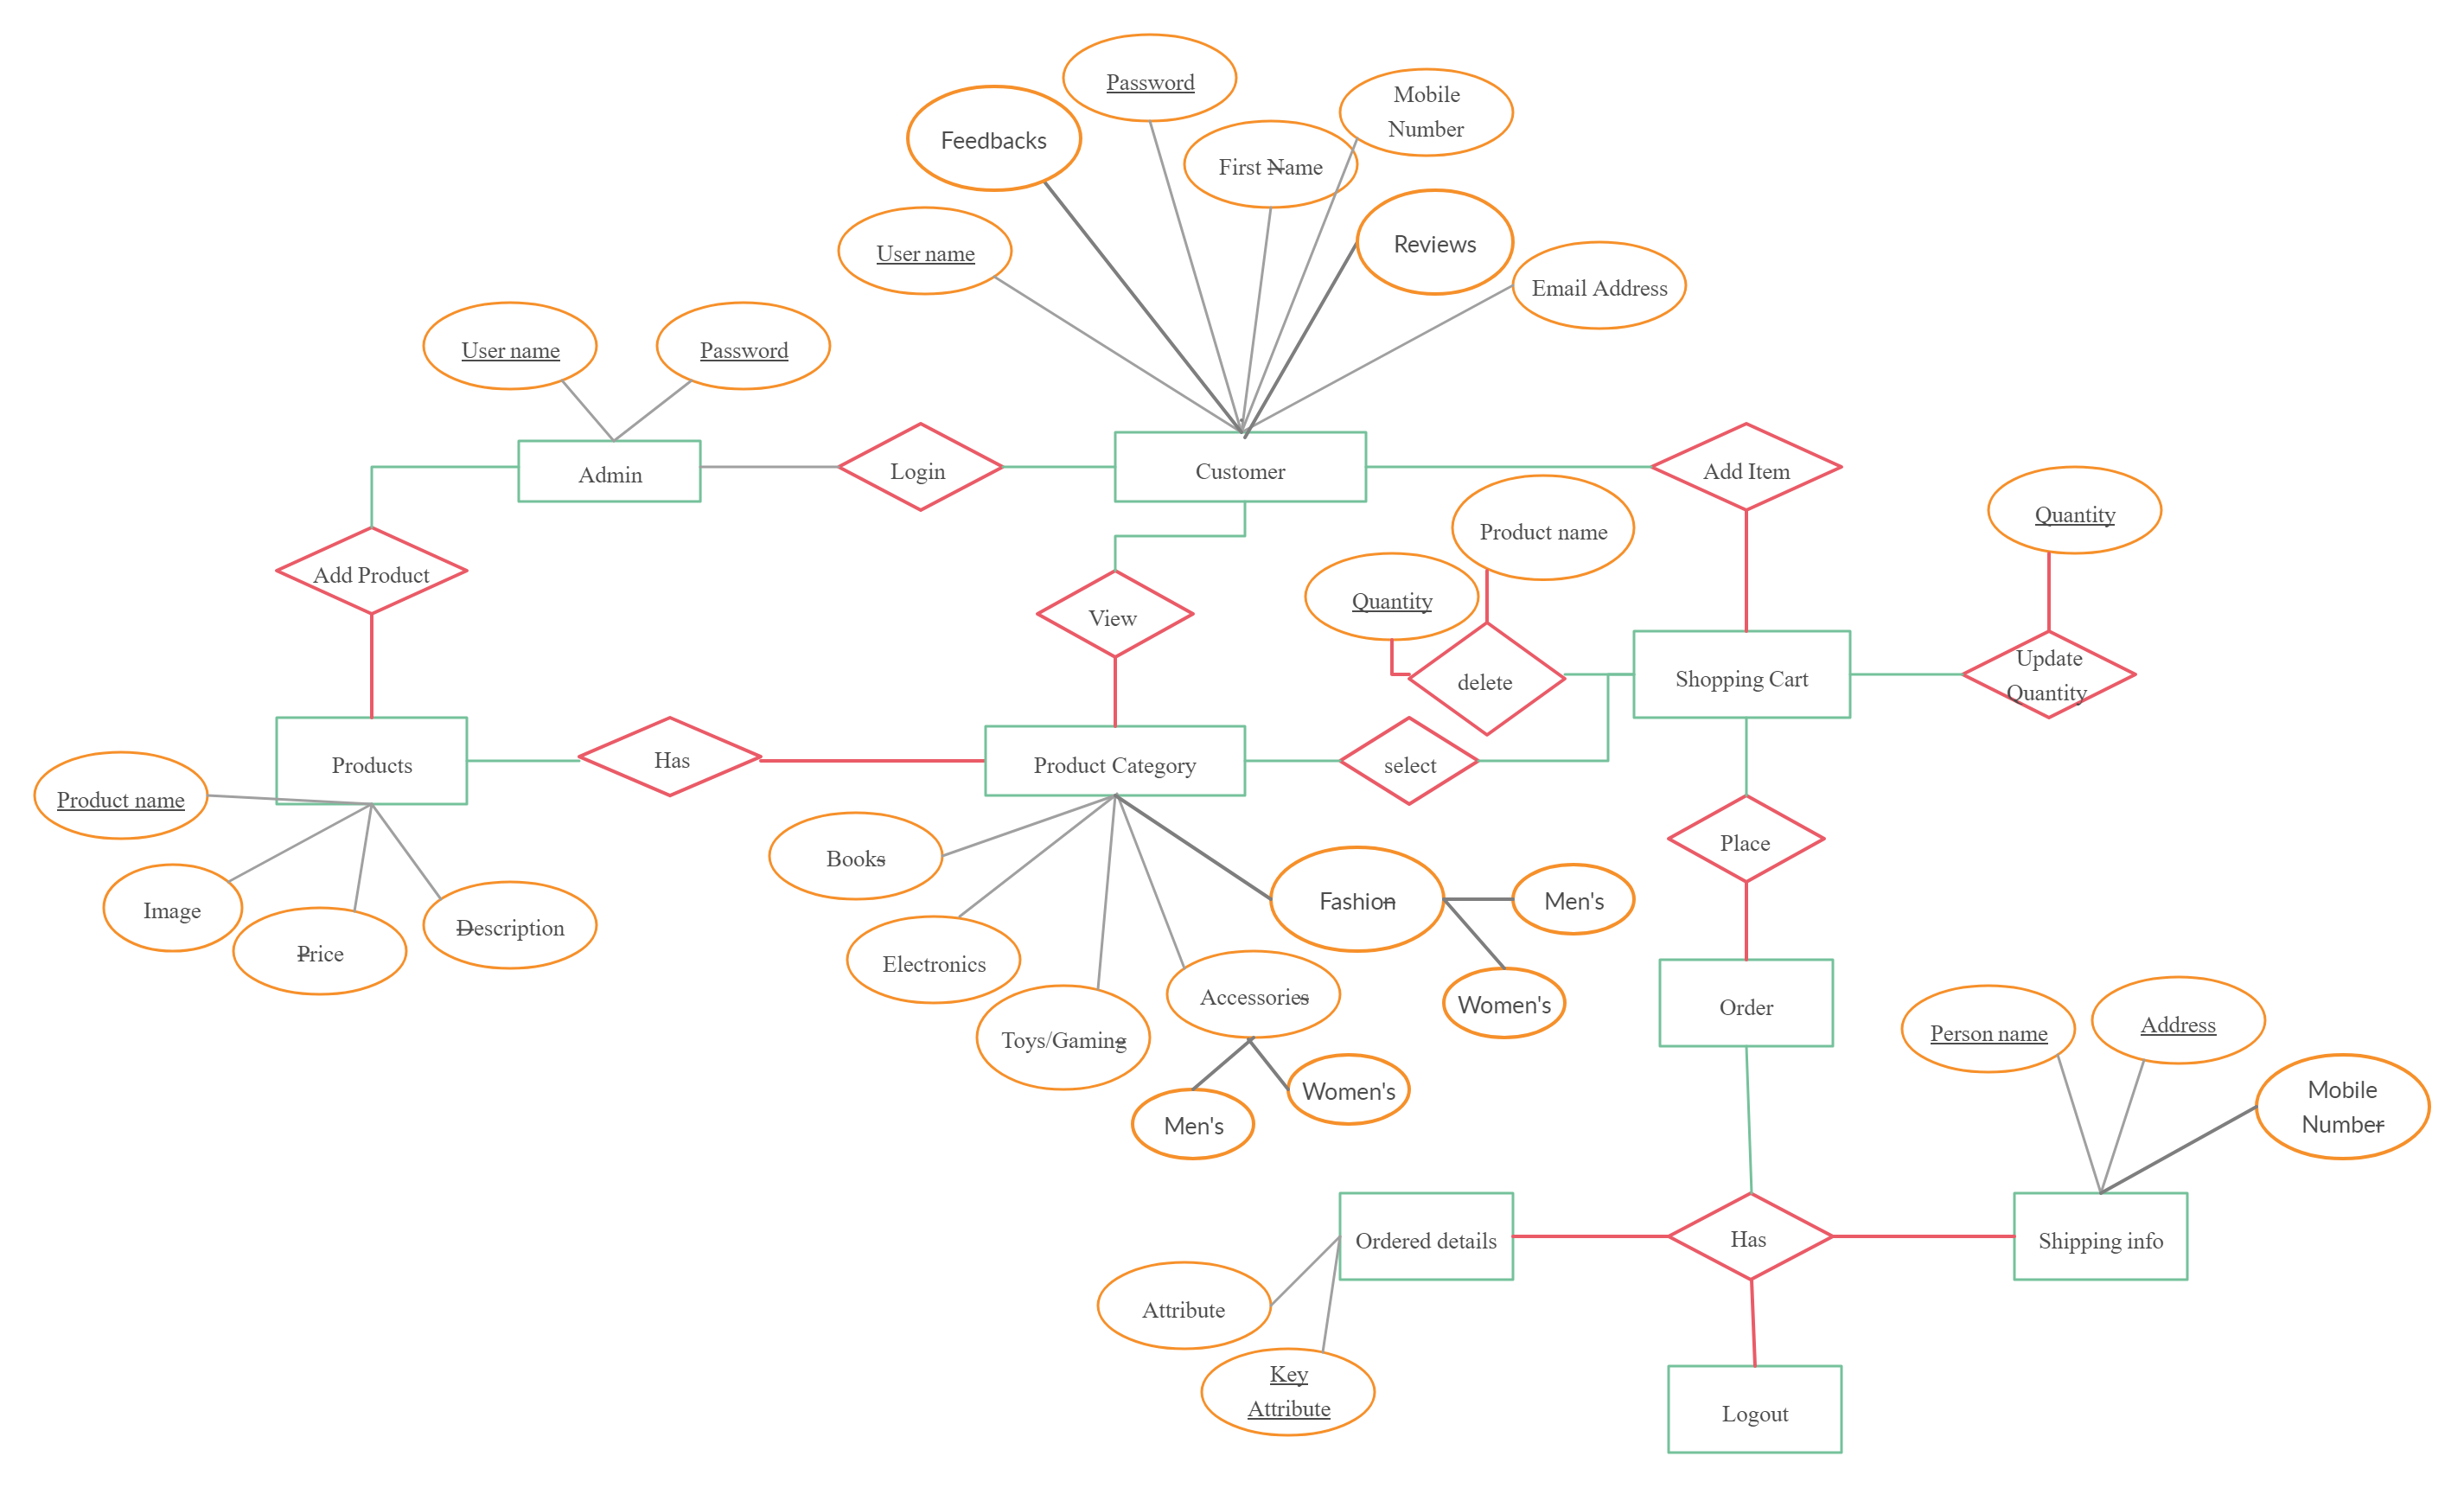 Password
Mobile
Number
Feedbacks
First Name
User name
Reviews
Email Address
User name
Password
Admin
Login
Customer
Add Item
Quantity
Product name
Add Product
Quantity
View
Update
Quantity
delete
Shopping Cart
Products
Has
Product Category
select
Product name
Place
Books
Fashion
Men's
Image
Description
Price
Electronics
Accessories
Women's
Order
Toys/Gaming
Person name
Address
Women's
Men's
Mobile
Number
Ordered details
Has
Shipping info
Attribute
Key
Attribute
Logout